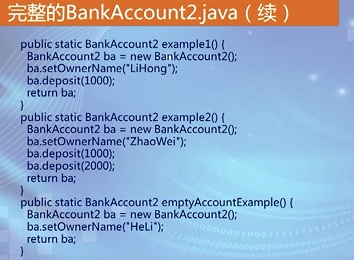 完整的BankAccount2.java（续）
public static BankAccount2 example1() {
BankAccount2 ba = new BankAccount2();
ba.setOwnerName("LiHong");
ba.deposit(1000);
return ba;
}
public static BankAccount2 example2() {
BankAccount2 ba = new BankAccount2();
ba.setOwnerName("ZhaoWei");
ba.deposit(1000);
ba.deposit(2000);
return ba;
}
public static BankAccount2 emptyAccountExample() {
BankAccount2 ba = new BankAccount2();
ba.setOwnerName("HeLi");
return ba;
}